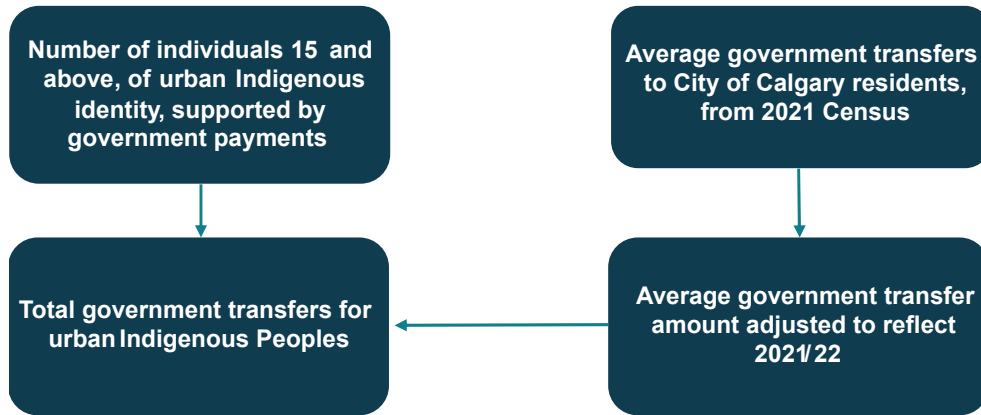 Number of individuals 15 and
above, of urban Indigenous
identity, supported by
government payments
Average government transfers
to City of Calgary residents,
from 2021 Census
Total government transfers for
urban Indigenous Peoples
Average government transfer
amount adjusted to reflect
2021/22